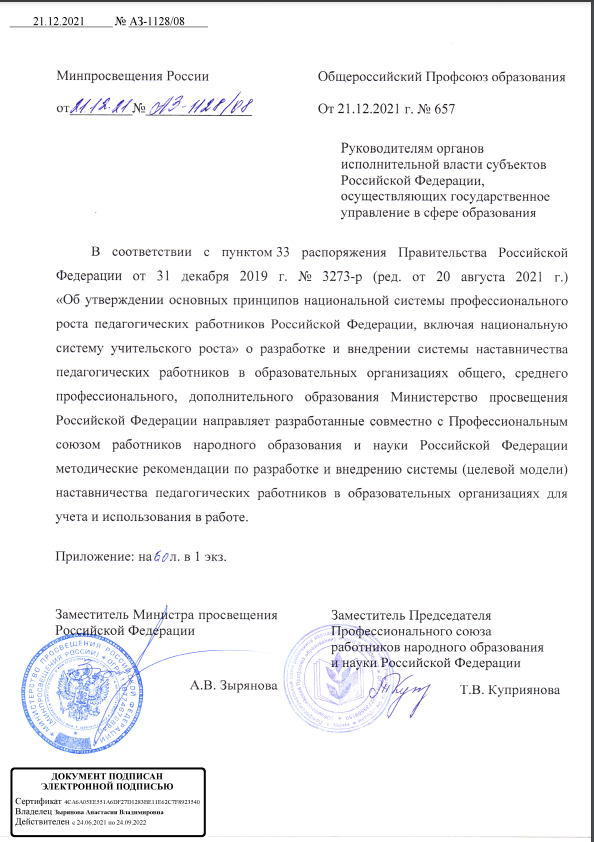 21.12.2021 № АЗ-1128/08
Минпросвещения России
Общероссийский Профсоюз образования
от 21.12.21 № АЗ-1128/08
От 21.12.2021 г. № 657
Руководителям органов
исполнительной власти субъектов
Российской Федерации,
осуществляющих государственное
управление в сфере образования
В соответствии с пунктом 33 распоряжения Правительства Российской
Федерации от 31 декабря 2019 г. № 3273-р (ред. от 20 августа 2021 г.)
«Об утверждении основных принципов национальной системы профессионального
роста педагогических работников Российской Федерации, включая национальную
систему учительского роста» о разработке и внедрении системы наставничества
педагогических работников в образовательных организациях общего, среднего
профессионального, дополнительного образования Министерство просвещения
Российской Федерации направляет разработанные совместно с Профессиональным
союзом работников народного образования и науки Российской Федерации
методические рекомендации по разработке и внедрению системы (целевой модели)
наставничества педагогических работников в образовательных организациях для
учета и использования в работе.
Приложение: на 60 л. в 1 экз.
Заместитель Министра просвещения
Российской Федерации
А.В. Зырянова
Заместитель Председателя
Профессионального союза
работников народного образования
и науки Российской Федерации
Т.В. Куприянова
МИНИСТЕРСТВО ПРОСВЕЩЕНИЯ РОССИЙСКОЙ ФЕДЕРАЦИИ
(МИНПРОСВЕЩЕНИЯ РОССИИ)
ДОКУМЕНТ ПОДПИСАН
ЭЛЕКТРОННОЙ ПОДПИСЬЮ
Сертификат
Владелец Зырянова Анастасия Владимировна
Действителен с 24.06.2021 по 24.09.2022